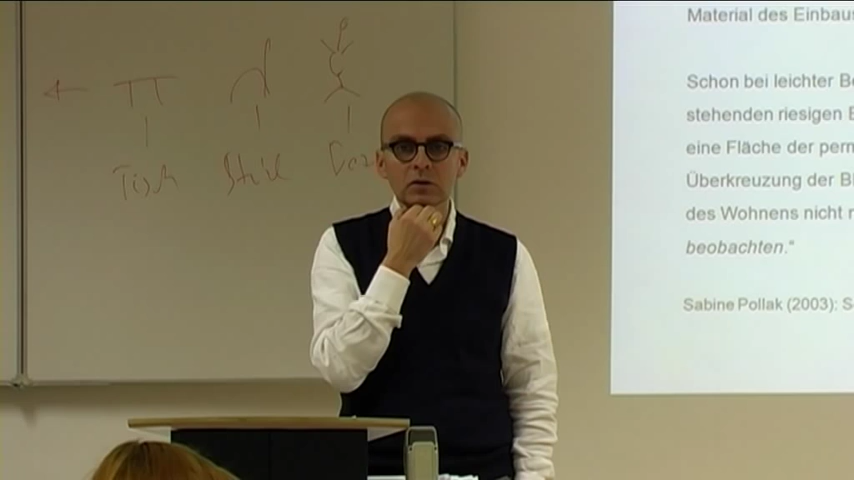 Tisch Stuhl
Material des Einbaus
Schon bei leichter Be
stehenden riesigen E
eine Fläche der perm
Überkreuzung der Bl
des Wohnens nicht r
beobachten."
Sabine Pollak (2003): S